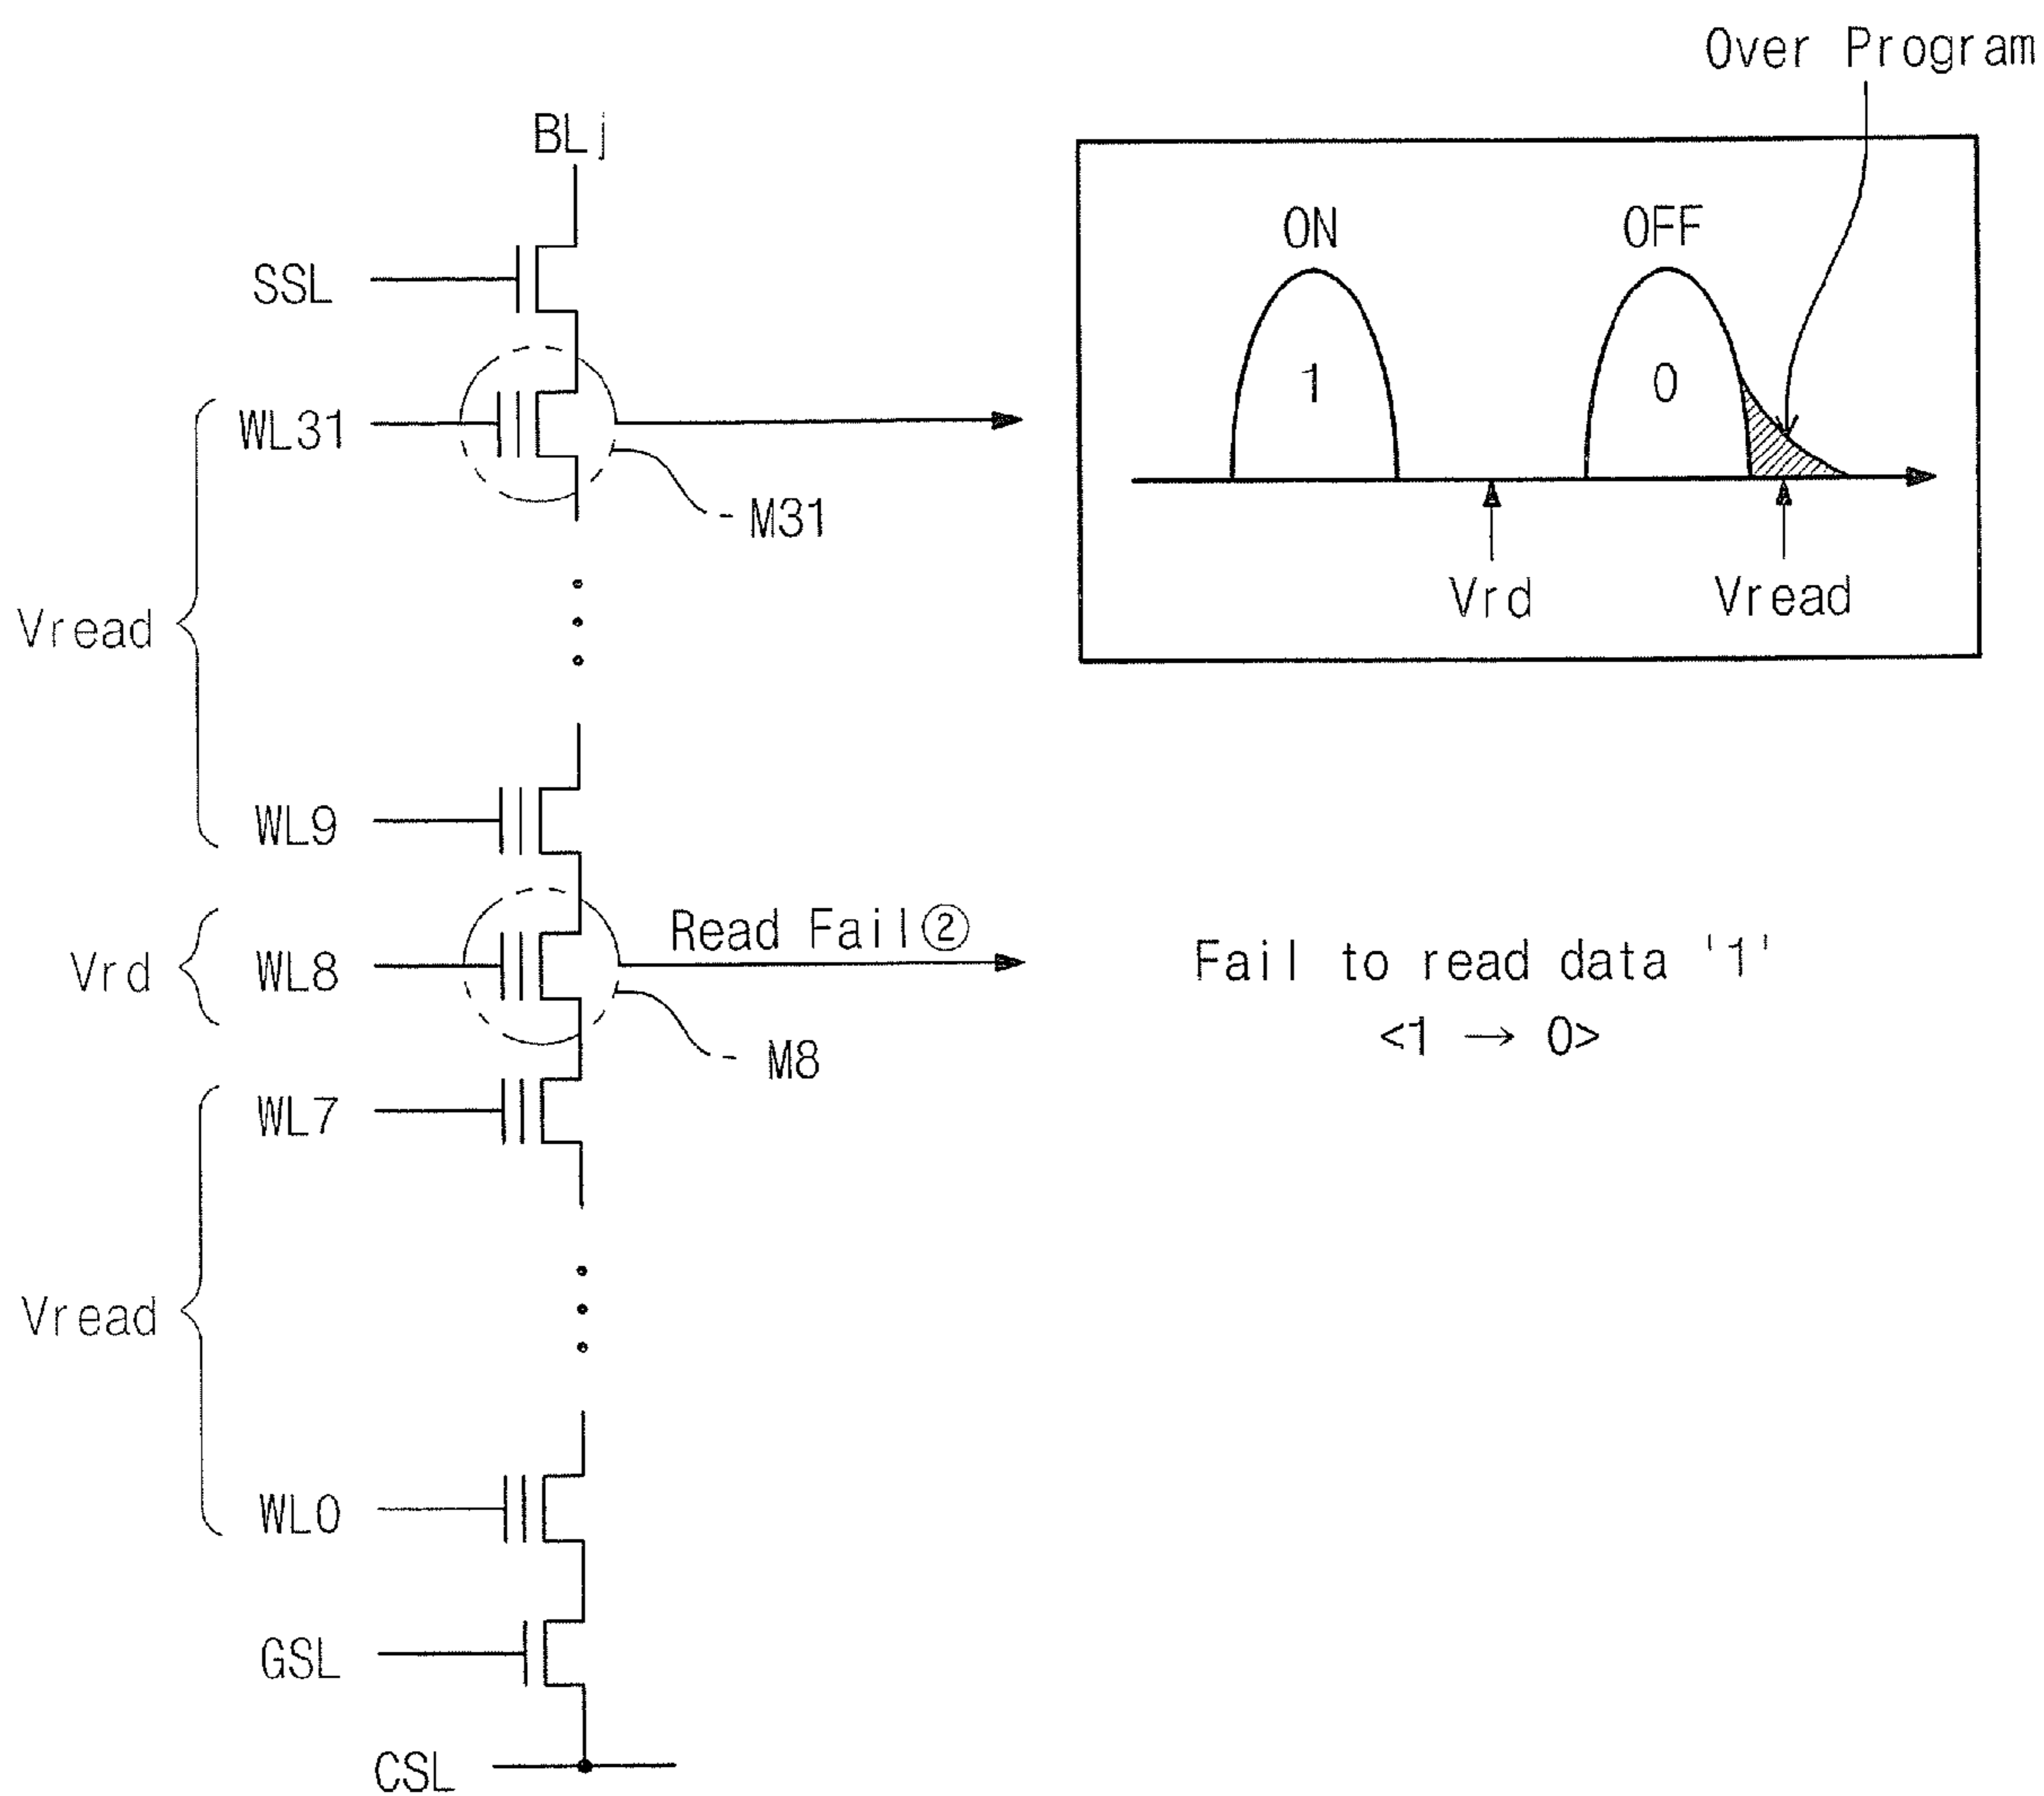 Over Program
BLj
ON
OFF
SSL
1
0
WL31
M31
Vread
Vrd
Vread
WL9
Read Fail②
Vrd
WL8
Fail to read data '1'
<1 → 0>
M8
WL7
Vread
WL0
GSL
CSL